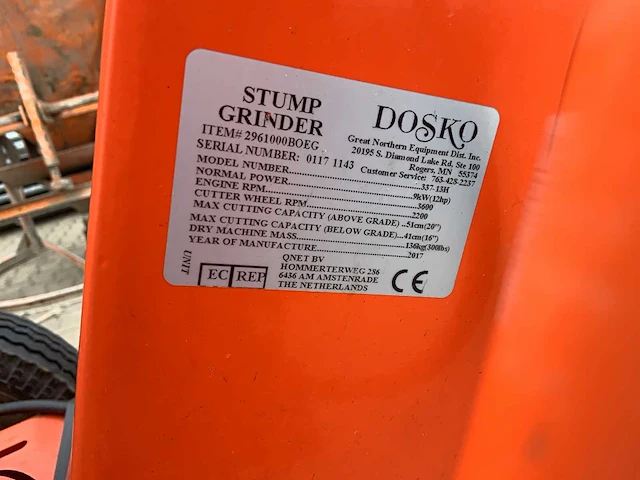 STUMP
GRINDER
ITEM# 2961000BOEG
SERIAL NUMBER: 0117 1143
DOSKO
Great Northern Equipment Dist. Inc.
20195 S. Diamond Lake Rd, Ste 100
Rogers, MN 55374
Customer Service: 763-428-2237
MODEL NUMBER 337-13H
NORMAL POWER 9kW(12hp)
ENGINE RPM 3600
CUTTER WHEEL RPM 2200
MAX CUTTING CAPACITY (ABOVE GRADE) ..51cm(20")
MAX CUTTING CAPACITY (BELOW GRADE)...41cm(16")
DRY MACHINE MASS 136kg(300lbs)
YEAR OF MANUFACTURE 2017
UNIT
EC REP
QNET BV
HOMMERTERWEG 286
6436 AM AMSTENRADE
THE NETHERLANDS
CE